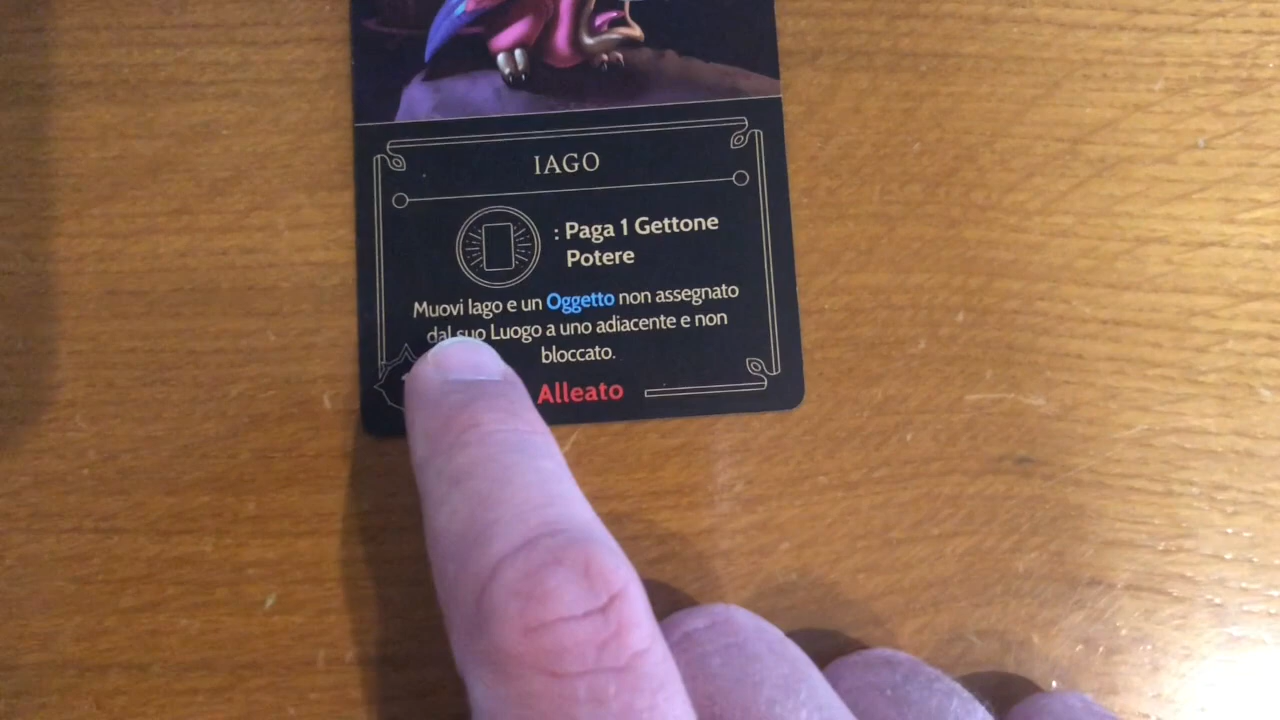 IAGO
: Paga 1 Gettone
Potere
Muovi Iago e un Oggetto non assegnato
dal suo Luogo a uno adiacente e non
bloccato.
Alleato